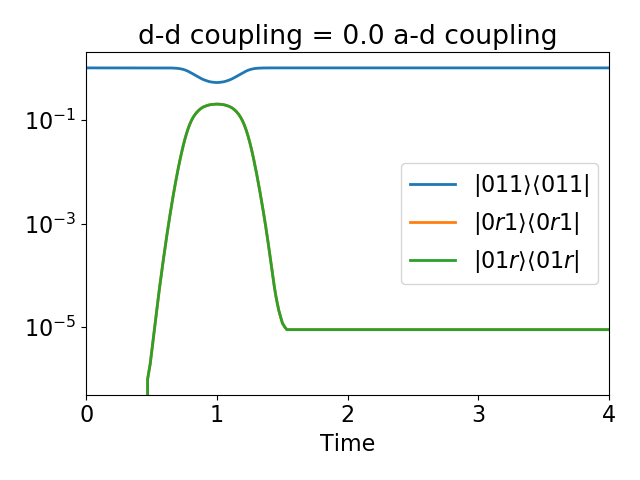 d-d coupling = 0.0 a-d coupling
10⁻¹
10⁻³
10⁻⁵
|011⟩⟨011|
|0r1⟩⟨0r1|
|01r⟩⟨01r|
0 1 2 3 4
Time